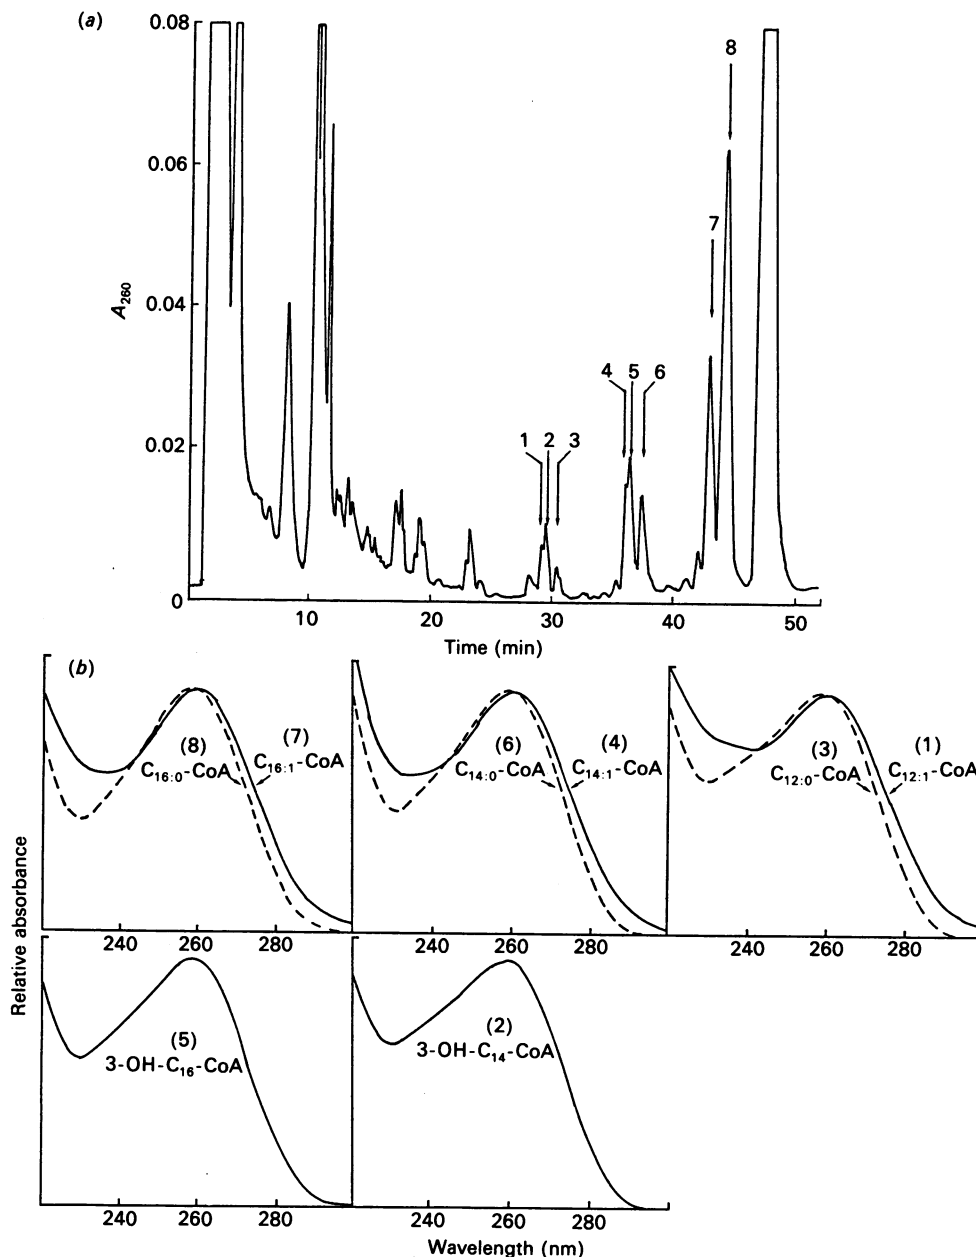 (a)
0.08
0.06
0.04
0.02
0
A260
1 2 3
4 5 6
7
8
10 20 30 40 50
Time (min)
(b)
(8) (7)
C16:0-CoA C16:1-CoA
(6) (4)
C14:0-CoA C14:1-CoA
(3) (1)
C12:0-CoA C12:1-CoA
240 260 280
240 260 280
240 260 280
(5)
3-OH-C16-CoA
(2)
3-OH-C14-CoA
240 260 280
240 260 280
Relative absorbance
Wavelength (nm)